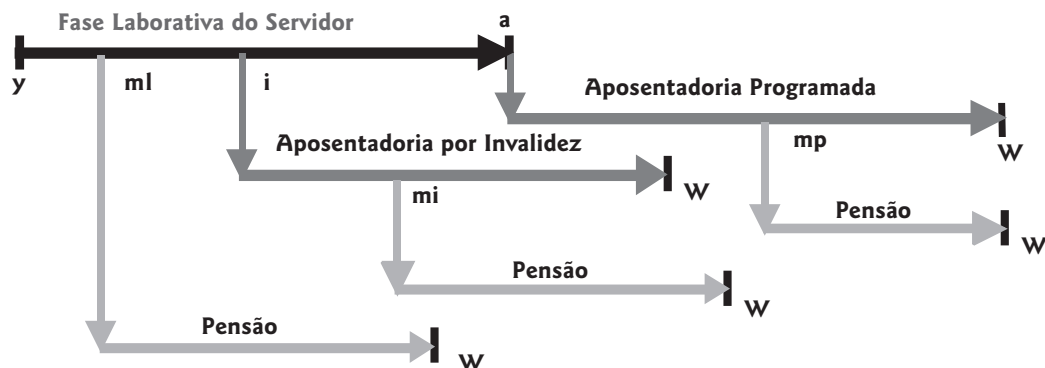 Fase Laborativa do Servidor
a
y
ml
i
Aposentadoria Programada
Aposentadoria por Invalidez
mp
w
w
mi
Pensão
w
Pensão
w
Pensão
w